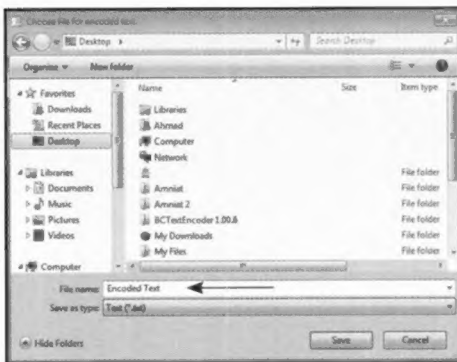 Choose File for encoded text.
Desktop
Search Desktop
Organize New folder
Name Size Item type
Favorites
Downloads
Recent Places
Desktop
Libraries
Documents
Music
Pictures
Videos
Computer
Libraries
Ahmad
Computer
Network
File folder
Amniat File folder
Amniat 2 File folder
BCTextEncoder 1.00.6 File folder
My Downloads File folder
My Files File folder
File name: Encoded Text
Save as type: Text (*.txt)
Hide Folders Save Cancel